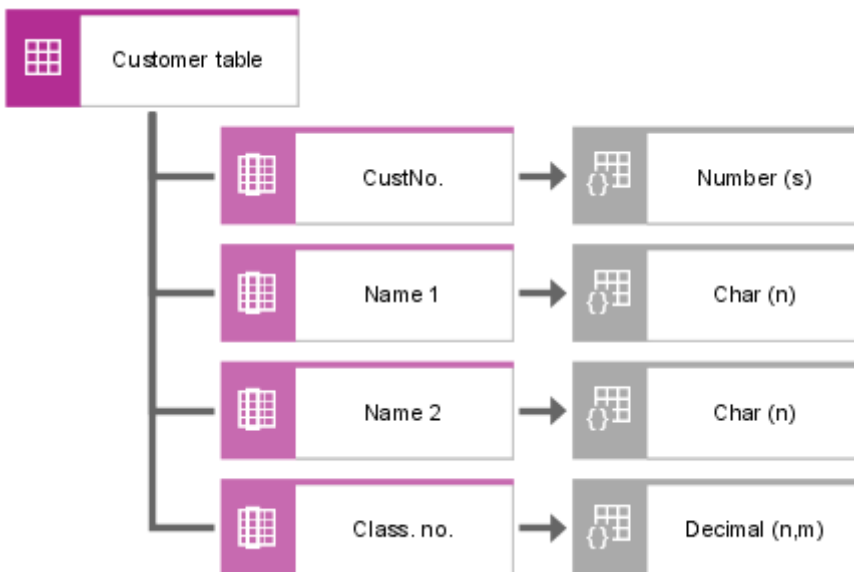 Customer table
CustNo.
Number (s)
Name 1
Char (n)
Name 2
Char (n)
Class. no.
Decimal (n,m)